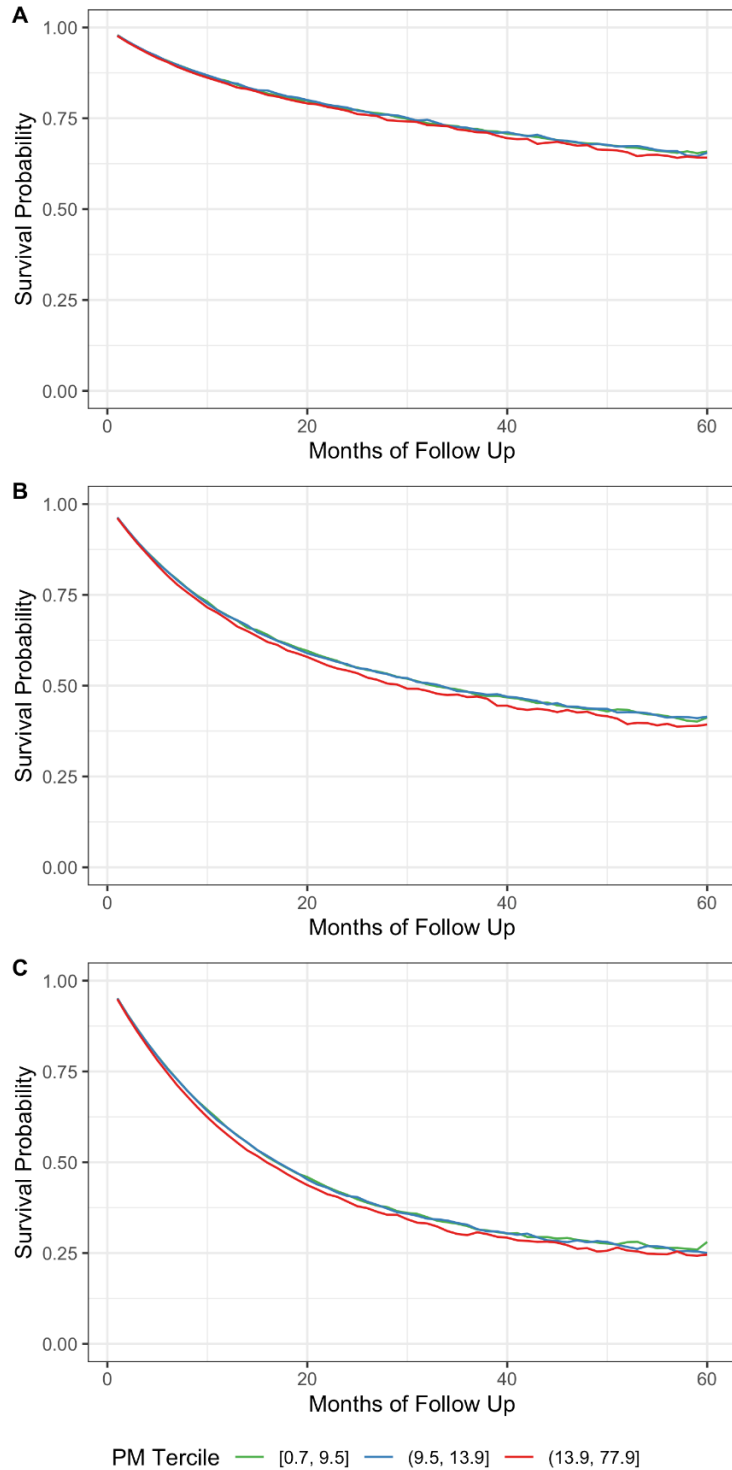 A
1.00
0.75
0.50
0.25
0.00
Survival Probability
0
20
40
60
Months of Follow Up
B
1.00
0.75
0.50
0.25
0.00
Survival Probability
0
20
40
60
Months of Follow Up
C
1.00
0.75
0.50
0.25
0.00
Survival Probability
0
20
40
60
Months of Follow Up
PM Tercile [0.7, 9.5] (9.5, 13.9] (13.9, 77.9]